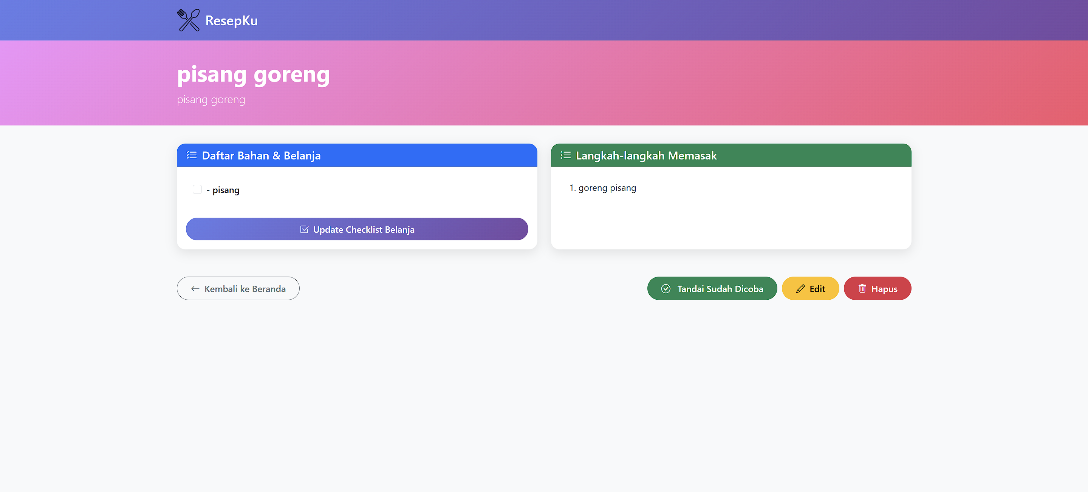 ResepKu
pisang goreng
pisang goreng
Daftar Bahan & Belanja
- pisang
Update Checklist Belanja
Langkah-langkah Memasak
1. goreng pisang
Kembali ke Beranda
Tandai Sudah Dicoba
Edit
Hapus